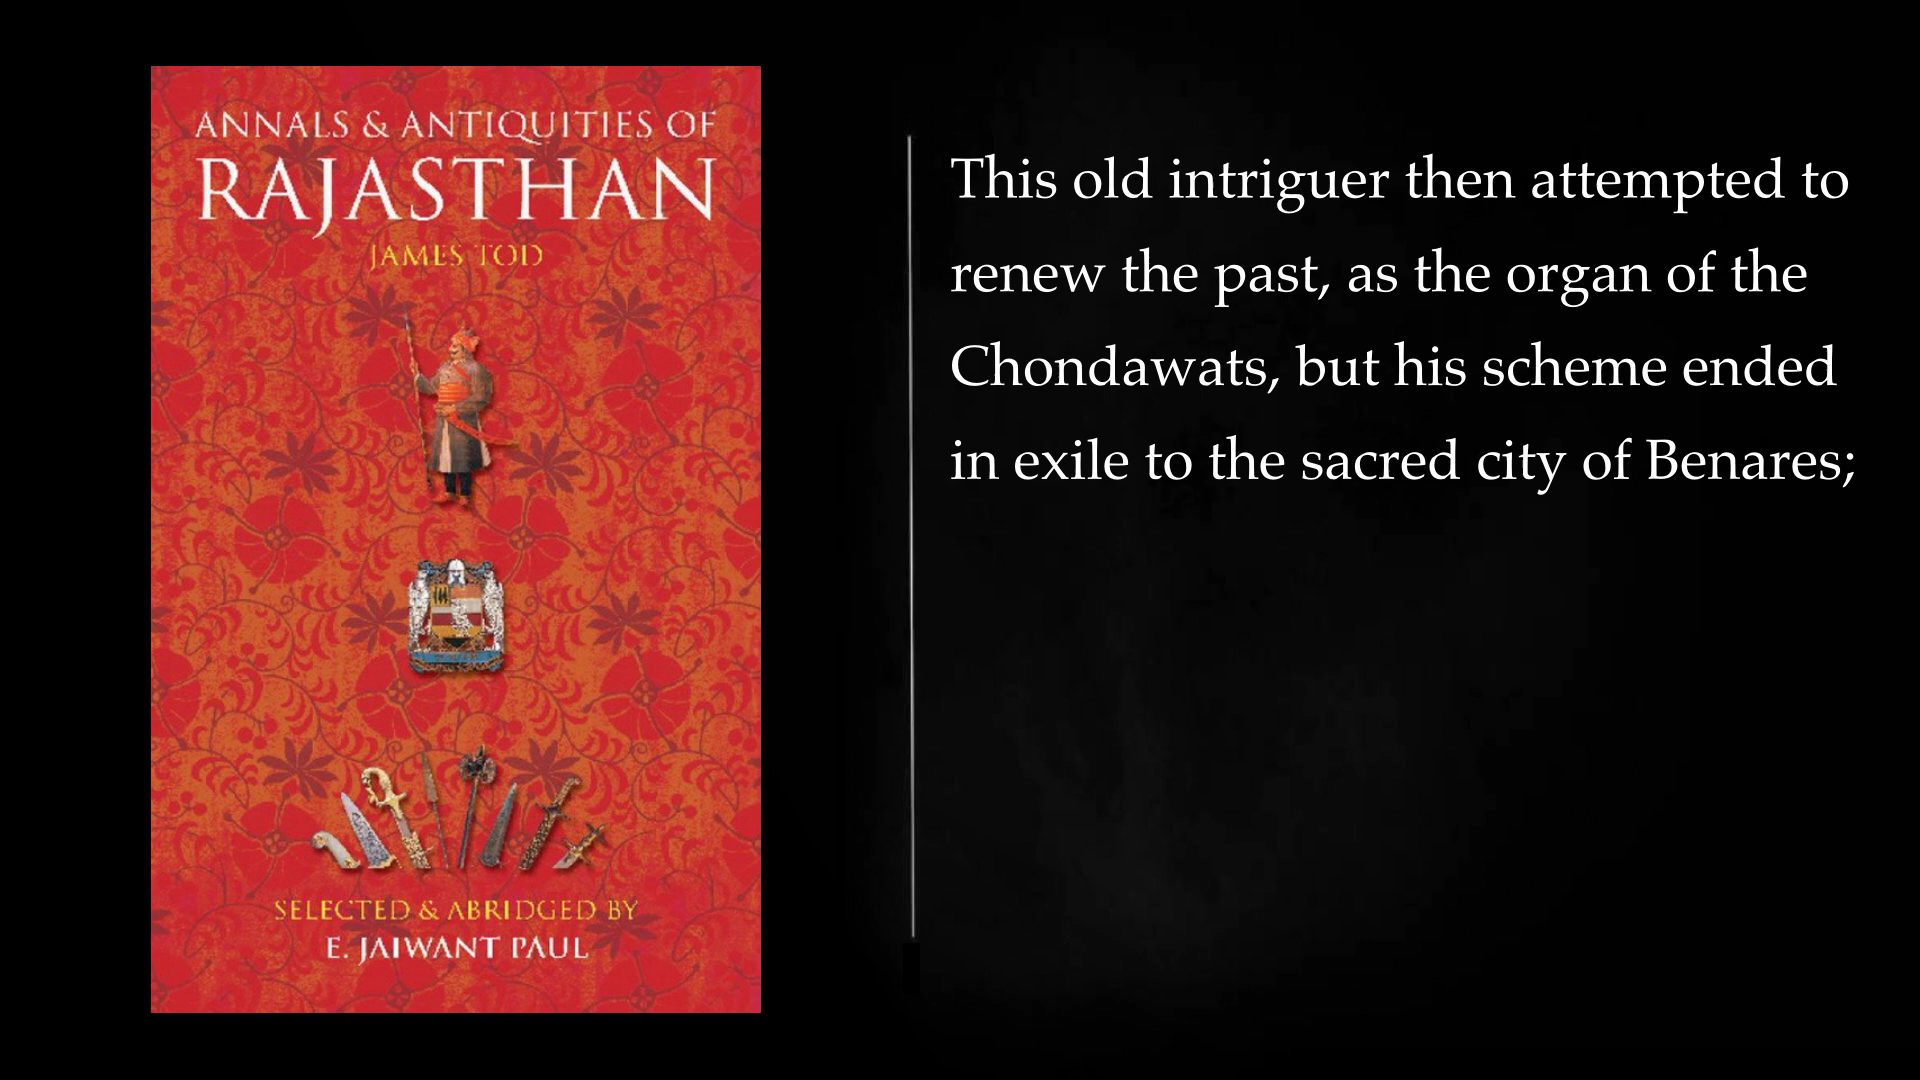 ANNALS & ANTIQUITIES OF
RAJASTHAN
JAMES TOD
SELECTED & ABRIDGED BY
E. JAIWANT PAUL
This old intriguer then attempted to
renew the past, as the organ of the
Chondawats, but his scheme ended
in exile to the sacred city of Benares;